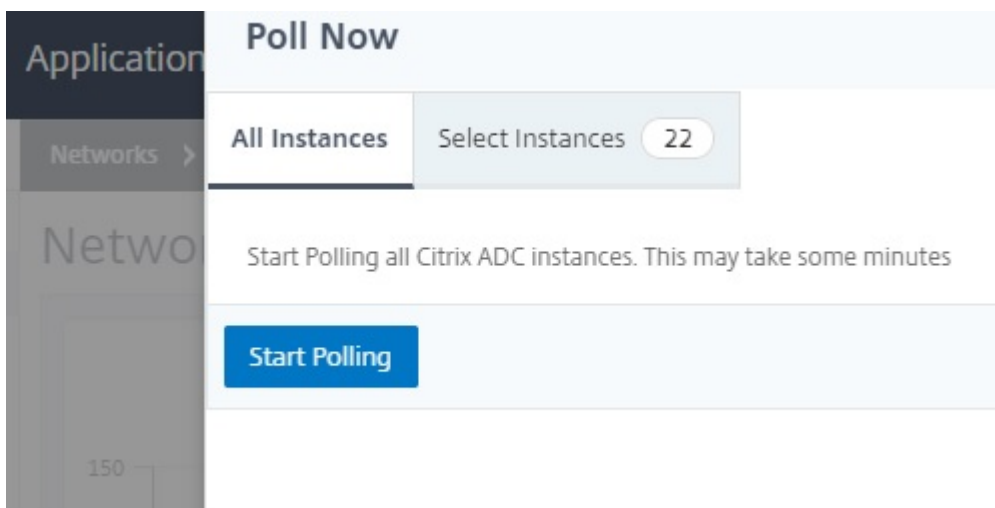 Application
Poll Now
All Instances
Select Instances 22
Networks >
Netwo
Start Polling all Citrix ADC instances. This may take some minutes
Start Polling
150